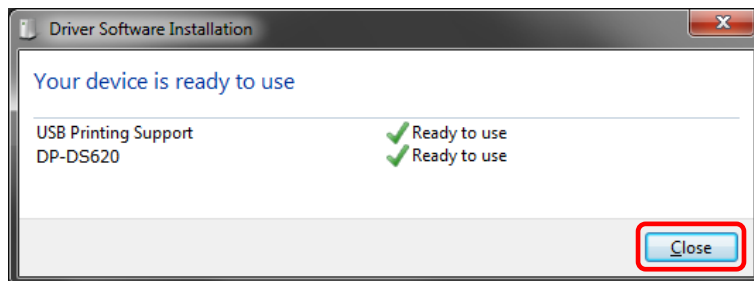 Driver Software Installation
Your device is ready to use
USB Printing Support Ready to use
DP-DS620 Ready to use
Close